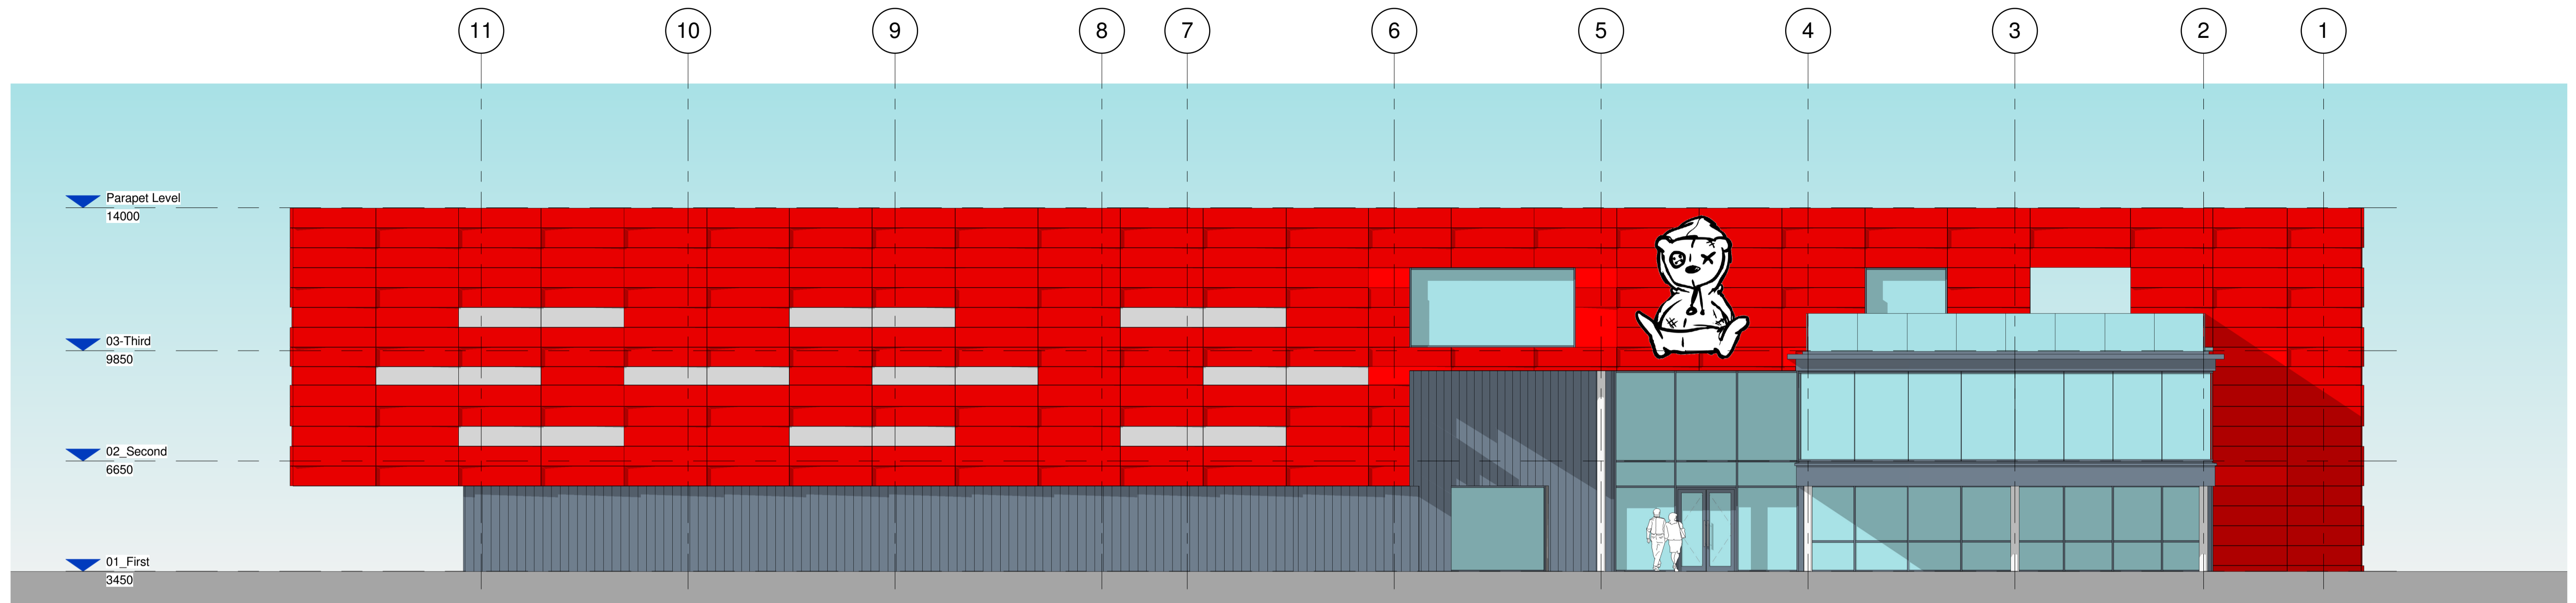 11 10 9 8 7 6 5 4 3 2 1
Parapet Level
14000
03-Third
9850
02_Second
6650
01_First
3450